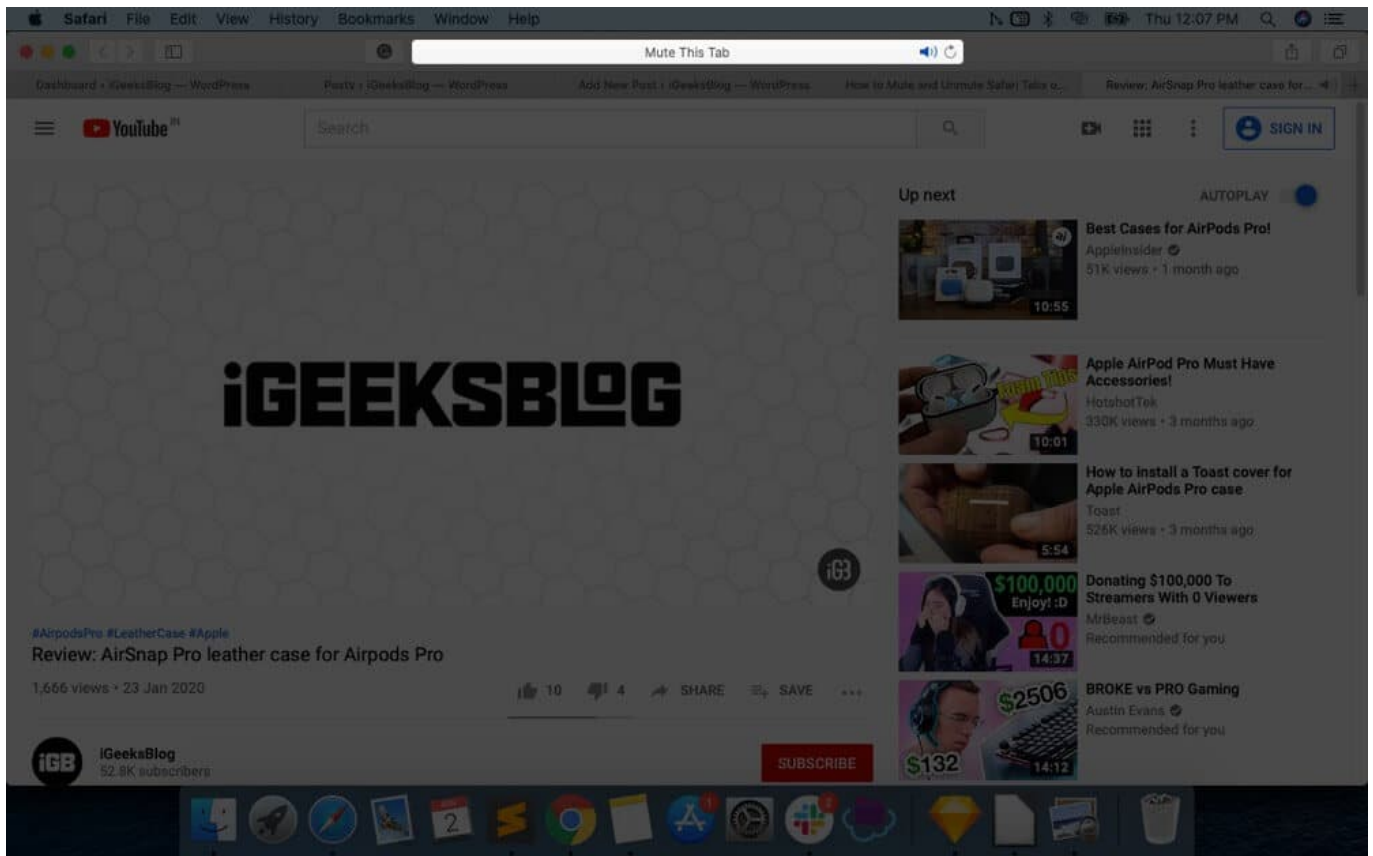 Safari File Edit View History Bookmarks Window Help
Thu 12:07 PM
Mute This Tab
Dashboard ‹ iGeeksBlog — WordPress
Posts ‹ iGeeksBlog — WordPress
Add New Post ‹ iGeeksBlog — WordPress
How to Mute and Unmute Safari Tabs o...
Review: AirSnap Pro leather case for...
YouTube IN
Search
SIGN IN
iGEEKSBLOG
iGB
#AirpodsPro #LeatherCase #Apple
Review: AirSnap Pro leather case for Airpods Pro
1,666 views • 23 Jan 2020
10
4
SHARE
SAVE
iGB
iGeeksBlog
52.8K subscribers
SUBSCRIBE
Up next
AUTOPLAY
10:55
Best Cases for AirPods Pro!
AppleInsider
51K views • 1 month ago
10:01
Apple AirPod Pro Must Have
Accessories!
HotshotTek
330K views • 3 months ago
5:54
How to install a Toast cover for
Apple AirPods Pro case
Toast
526K views • 3 months ago
$100,000
Enjoy! :D
0
14:37
Donating $100,000 To
Streamers With 0 Viewers
MrBeast
Recommended for you
$2506
$132
14:12
BROKE vs PRO Gaming
Austin Evans
Recommended for you
2
1